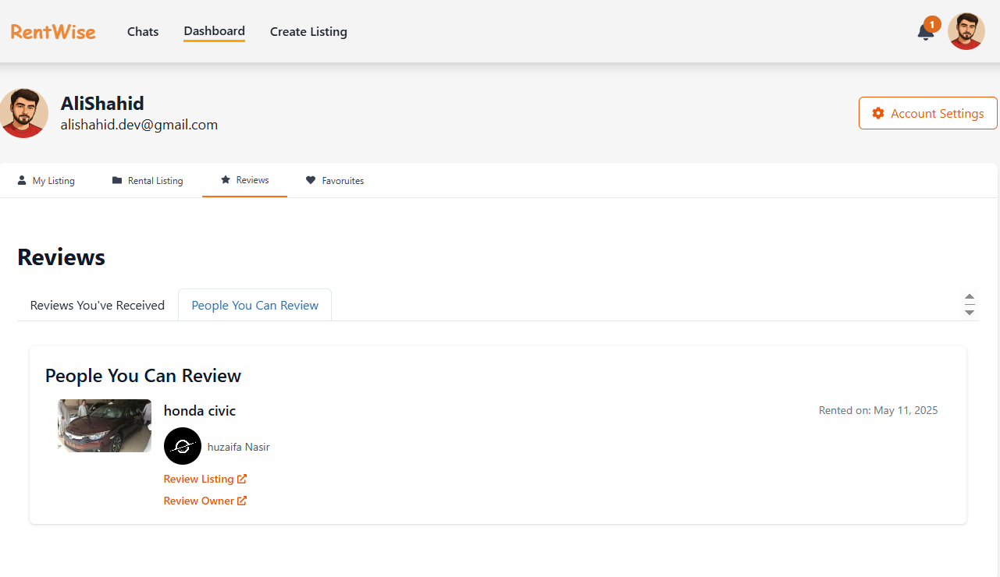 RentWise Chats Dashboard Create Listing 1
AliShahid
alishahid.dev@gmail.com
Account Settings
My Listing Rental Listing Reviews Favoruites
Reviews
Reviews You've Received People You Can Review
People You Can Review
honda civic Rented on: May 11, 2025
huzaifa Nasir
Review Listing
Review Owner